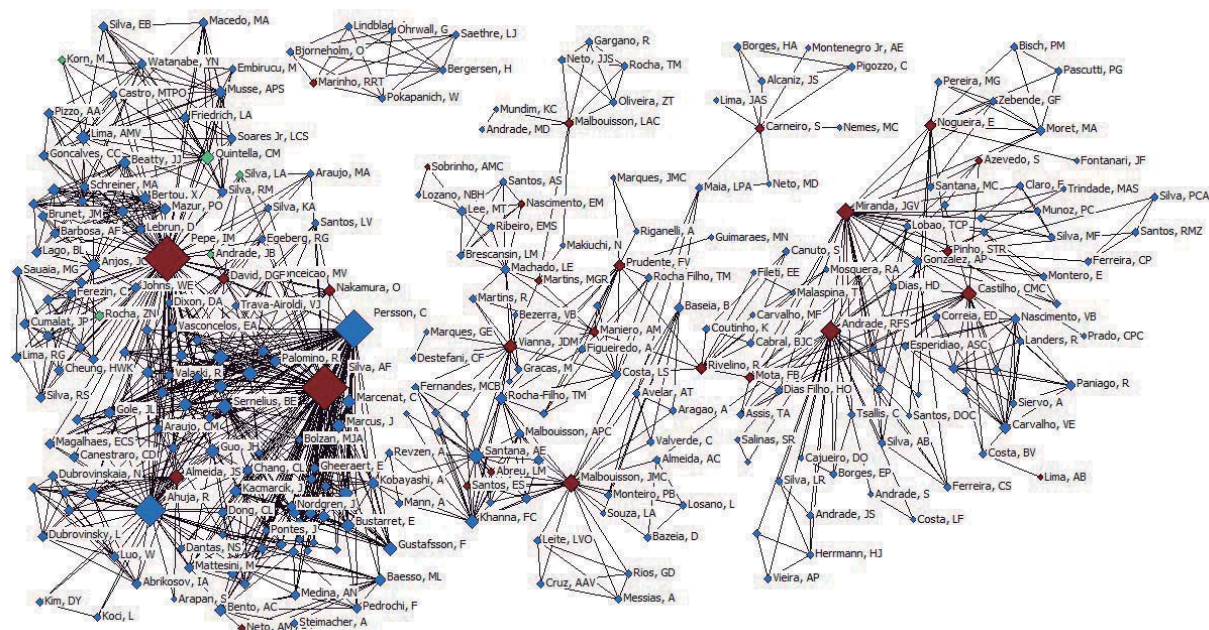 Silva, EB
Macedo, MA
Lindblad
Ohrwall, G
Saethre, LJ
Bjorneholm, O
Bergersen, H
Marinho, RRT
Pokapanich, W
Korn, M
Watanabe, YN
Embirucu, M
Castro, MTPO
Musse, APS
Pizzo, AA
Friedrich, LA
Lima, AMV
Soares Jr, LCS
Goncalves, CC
Beatty, JJ
Quintella, CM
Silva, LA
Araujo, MA
Schreiner, MA
Bertou, X
Silva, RM
Brunet, JM
Mazur, PO
Silva, KA
Barbosa, AF
Lebrun, D
Santos, LV
Lago, BL
Pepe, IM
Egeberg, RG
Andrade, JB
Sauaia, MG
Anjos, J
David, DGF
Conceicao, MV
Nakamura, O
Ferezin, C
Johns, WE
Dixon, DA
Trava-Airoldi, VJ
Rocha, ZN
Cumalat, JP
Vasconcelos, EA
Persson, C
Lima, RG
Cheung, HWK
Valaski, R
Palomino, R
Silva, AF
Silva, RS
Gole, JL
Sernelius, BE
Marcenat, C
Araujo, CM
Marcus, J
Magalhaes, ECS
Canestraro, CD
Guo, JH
Bolzan, MJA
Dubrovinskaia, N
Almeida, JS
Chang, CL
Gheeraert, E
Kobayashi, A
Kacmarcik, J
Ahuja, R
Dong, CL
Nordgren, J
Bustarret, E
Dubrovinsky, L
Pontes, J
Gustafsson, F
Luo, W
Dantas, NS
Mattesini, M
Abrikosov, IA
Baesso, ML
Kim, DY
Koci, L
Arapan, S
Bento, AC
Medina, AN
Pedrochi, F
Steimacher, A
Neto, AM
Gargano, R
Neto, JJS
Rocha, TM
Oliveira, ZT
Mundim, KC
Malbouisson, LAC
Andrade, MD
Borges, HA
Montenegro Jr, AE
Pigozzo, C
Alcaniz, JS
Lima, JAS
Carneiro, S
Nemes, MC
Maia, LPA
Neto, MD
Bisch, PM
Pereira, MG
Pascutti, PG
Zebende, GF
Nogueira, E
Moret, MA
Azevedo, S
Fontanari, JF
Sobrinho, AMC
Lozano, NBH
Santos, AS
Lee, MT
Nascimento, EM
Ribeiro, EMS
Brescansin, LM
Makiuchi, N
Marques, JMC
Riganelli, A
Guimaraes, MN
Machado, LE
Martins, MGR
Prudente, FV
Rocha Filho, TM
Martins, R
Bezerra, VB
Baseia, B
Marques, GE
Vianna, JDM
Maniero, AM
Figueiredo, A
Destefani, CF
Gracas, M
Costa, LS
Rivelino, R
Fernandes, MCB
Rocha-Filho, TM
Avelar, AT
Aragao, A
Malbouisson, APC
Valverde, C
Revzen, A
Santana, AE
Abreu, LM
Almeida, AC
Santos, ES
Malbouisson, JMC
Mann, A
Monteiro, PB
Losano, L
Khanna, FC
Souza, LA
Bazeia, D
Leite, LVO
Cruz, AAV
Rios, GD
Messias, A
Santana, MC
Claro, F
Trindade, MAS
Miranda, JGV
Munoz, PC
Silva, PCA
Lobao, TCP
Silva, MF
Santos, RMZ
Canuto, S
Pinho, STR
Gonzalez, AP
Ferreira, CP
Fileti, EE
Mosquera, RA
Montero, E
Malaspina, T
Dias, HD
Castilho, CMC
Carvalho, MF
Correia, ED
Nascimento, VB
Coutinho, K
Andrade, RFS
Landers, R
Prado, CPC
Cabral, BJC
Esperidiao, ASC
Mota, FB
Dias Filho, HO
Paniago, R
Assis, TA
Tsallis, C
Santos, DOC
Siervo, A
Carvalho, VE
Salinas, SR
Silva, AB
Costa, BV
Cajueiro, DO
Borges, EP
Lima, AB
Silva, LR
Andrade, S
Ferreira, CS
Andrade, JS
Costa, LF
Herrmann, HJ
Vieira, AP